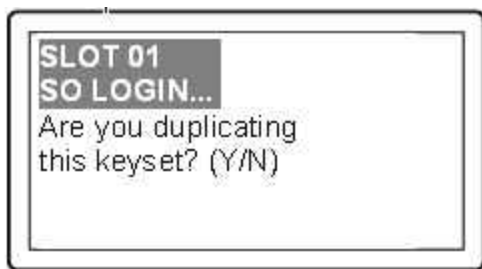 SLOT 01
SO LOGIN...
Are you duplicating
this keyset? (Y/N)